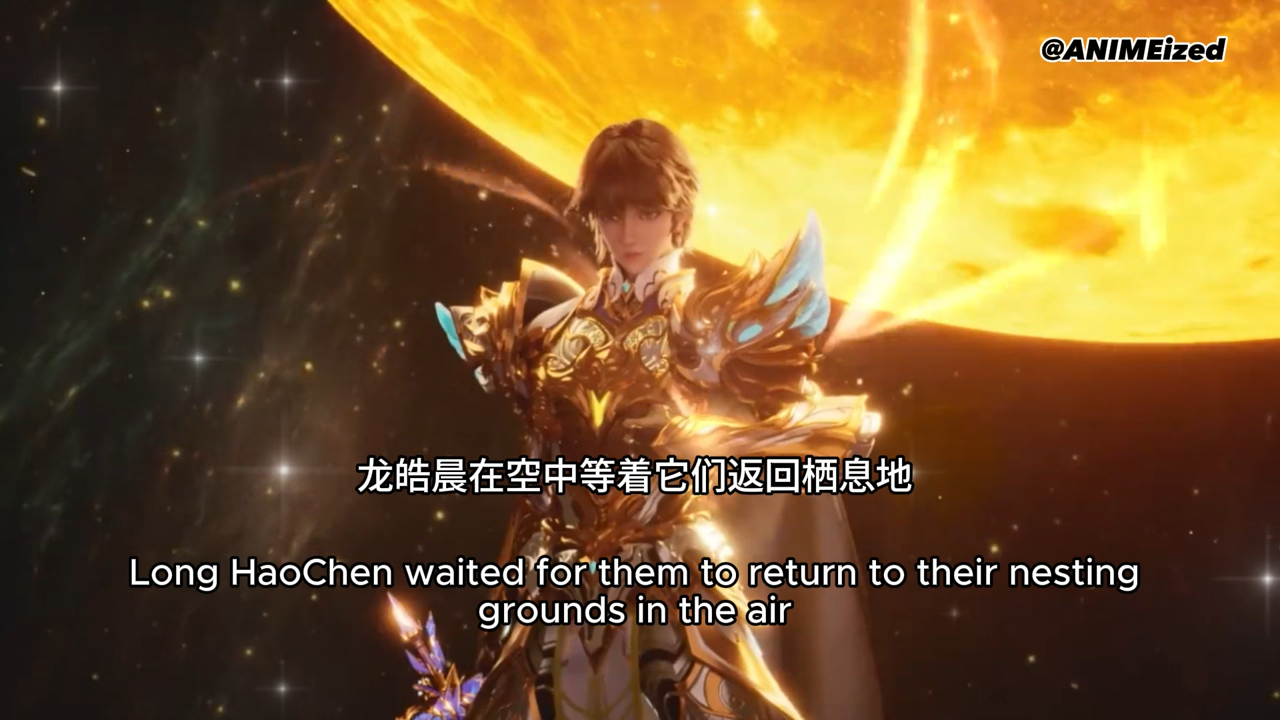 @ANIMEized
龙皓晨在空中等着它们返回栖息地
Long HaoChen waited for them to return to their nesting
grounds in the air